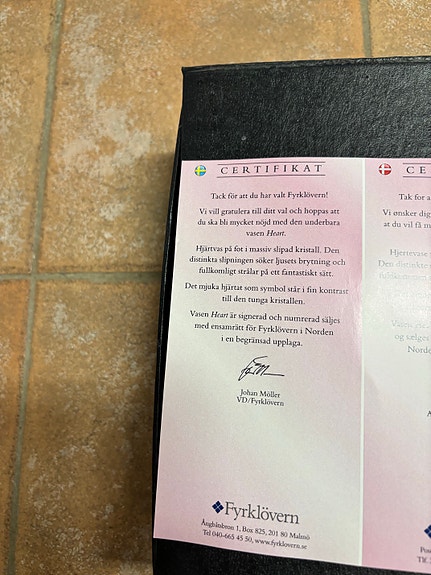 CERTIFIKAT
Tack för att du har valt Fyrklövern!
Vi vill gratulera till ditt val och hoppas att
du ska bli mycket nöjd med den underbara
vasen Heart.
Hjärtvas på fot i massiv slipad kristall. Den
distinkta slipningen söker ljusets brytning och
fullkomligt strålar på ett fantastiskt sätt.
Det mjuka hjärtat som symbol står i fin kontrast
till den tunga kristallen.
Vasen Heart är signerad och numrerad säljes
med ensamrätt för Fyrklövern i Norden
i en begränsad upplaga.
Johan Möller
VD/Fyrklövern
Fyrklövern
Ångbåtsbron 1, Box 825, 201 80 Malmö
Tel 040-665 45 50, www.fyrklovern.se
CE
Tak for a
Vi ønsker dig
at du vil få m
Hjertevase
Den distinkte
fuldkomm
og sælges
Norde